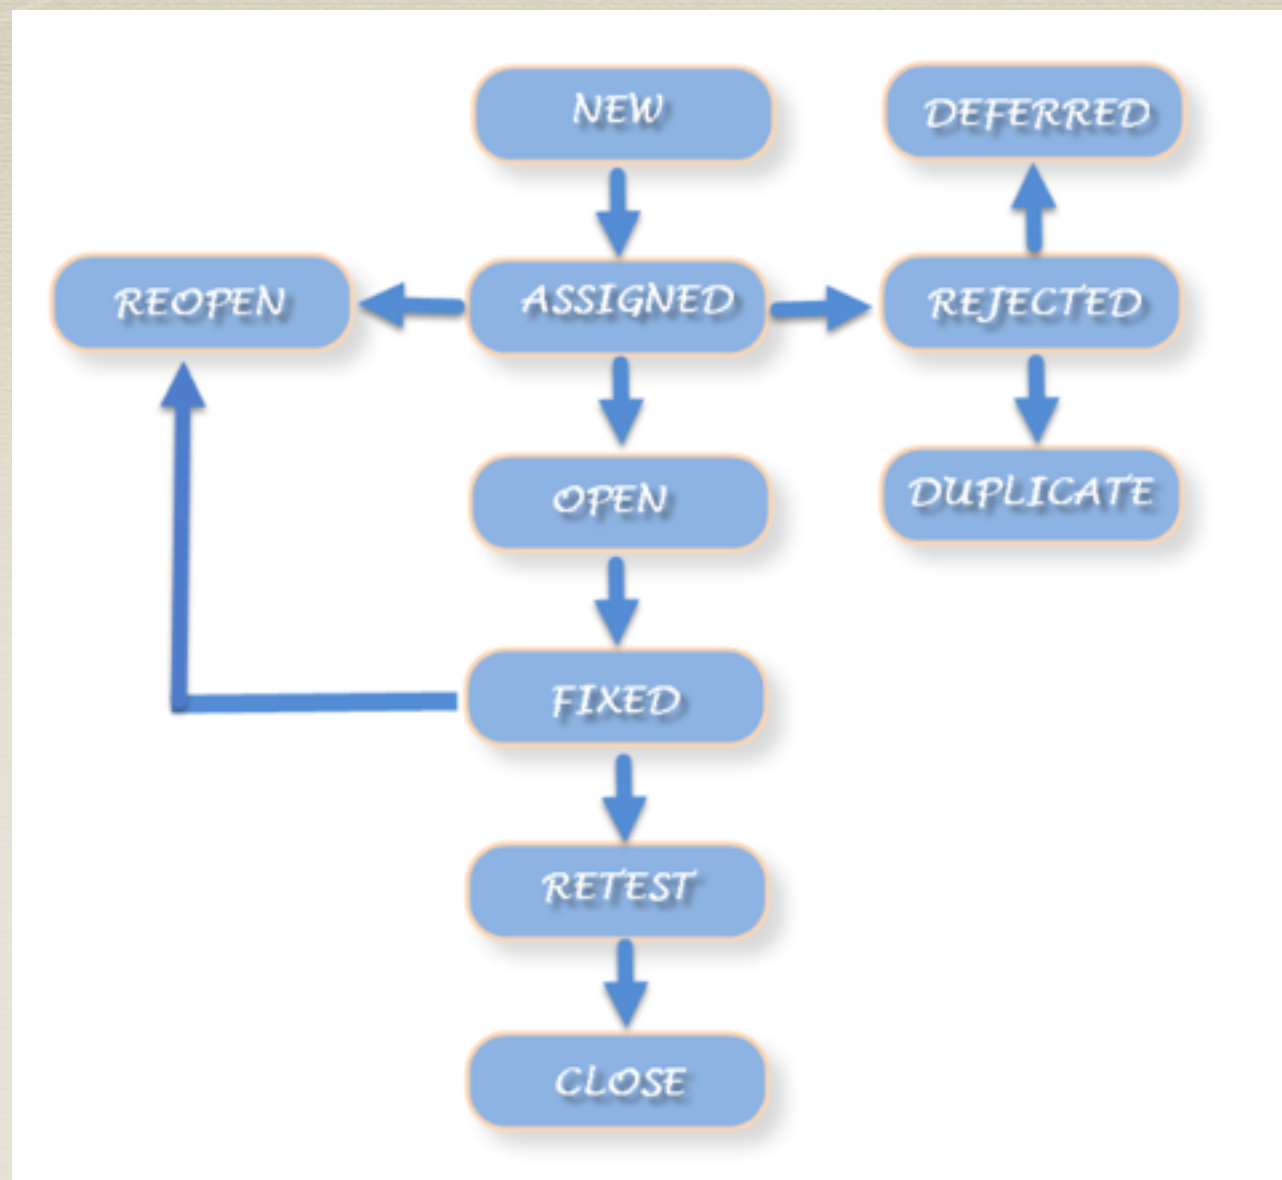 NEW
DEFERRED
REOPEN
ASSIGNED
REJECTED
OPEN
DUPLICATE
FIXED
RETEST
CLOSE